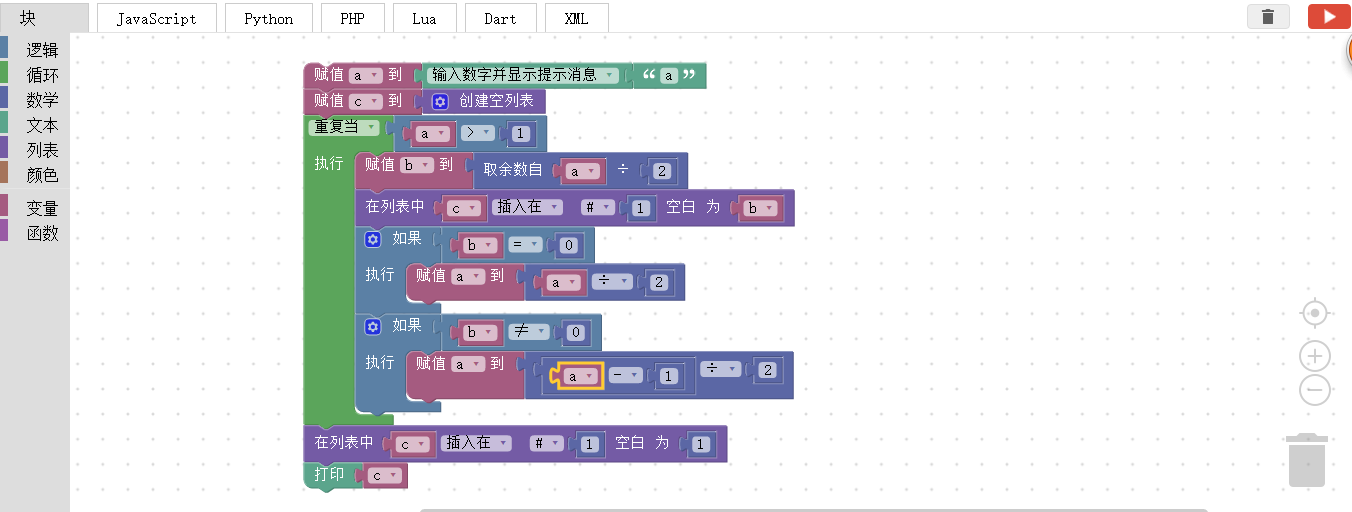 块 JavaScript Python PHP Lua Dart XML
逻辑
循环
数学
文本
列表
颜色
变量
函数
赋值 a 到 输入数字并显示提示消息 “ a ”
赋值 c 到 创建空列表
重复当 a > 1
执行 赋值 b 到 取余数自 a ÷ 2
在列表中 c 插入在 # 1 空白 为 b
如果 b = 0
执行 赋值 a 到 a ÷ 2
如果 b ≠ 0
执行 赋值 a 到 a - 1 ÷ 2
在列表中 c 插入在 # 1 空白 为 1
打印 c